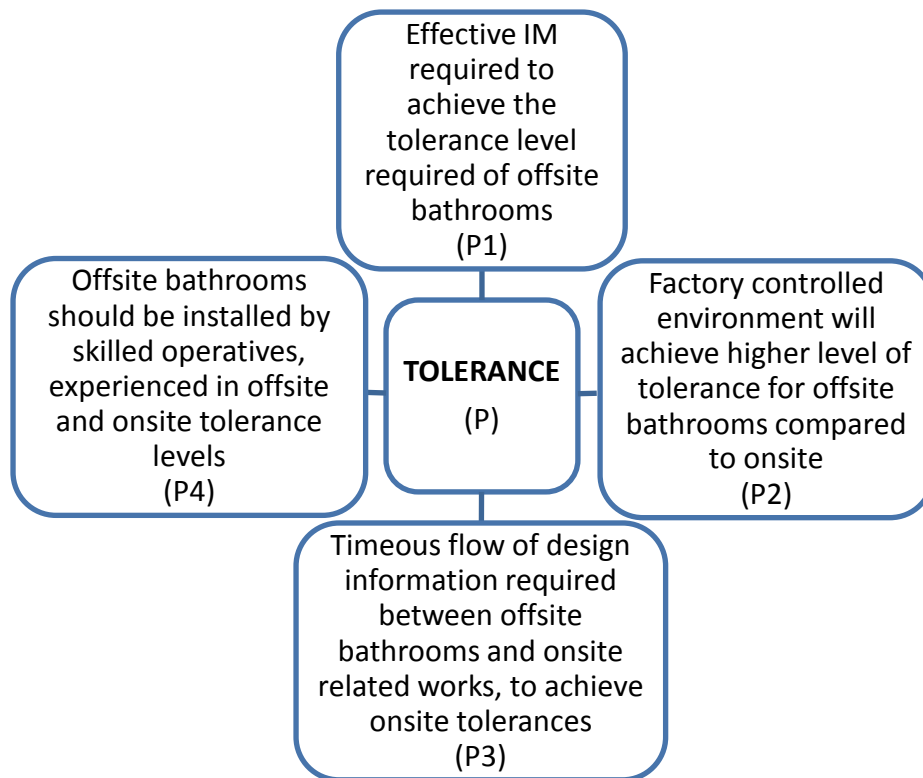 Effective IM
required to
achieve the
tolerance level
required of offsite
bathrooms
(P1)
Offsite bathrooms
should be installed by
skilled operatives,
experienced in offsite
and onsite tolerance
levels
(P4)
TOLERANCE
(P)
Factory controlled
environment will
achieve higher level of
tolerance for offsite
bathrooms compared
to onsite
(P2)
Timeous flow of design
information required
between offsite
bathrooms and onsite
related works, to achieve
onsite tolerances
(P3)